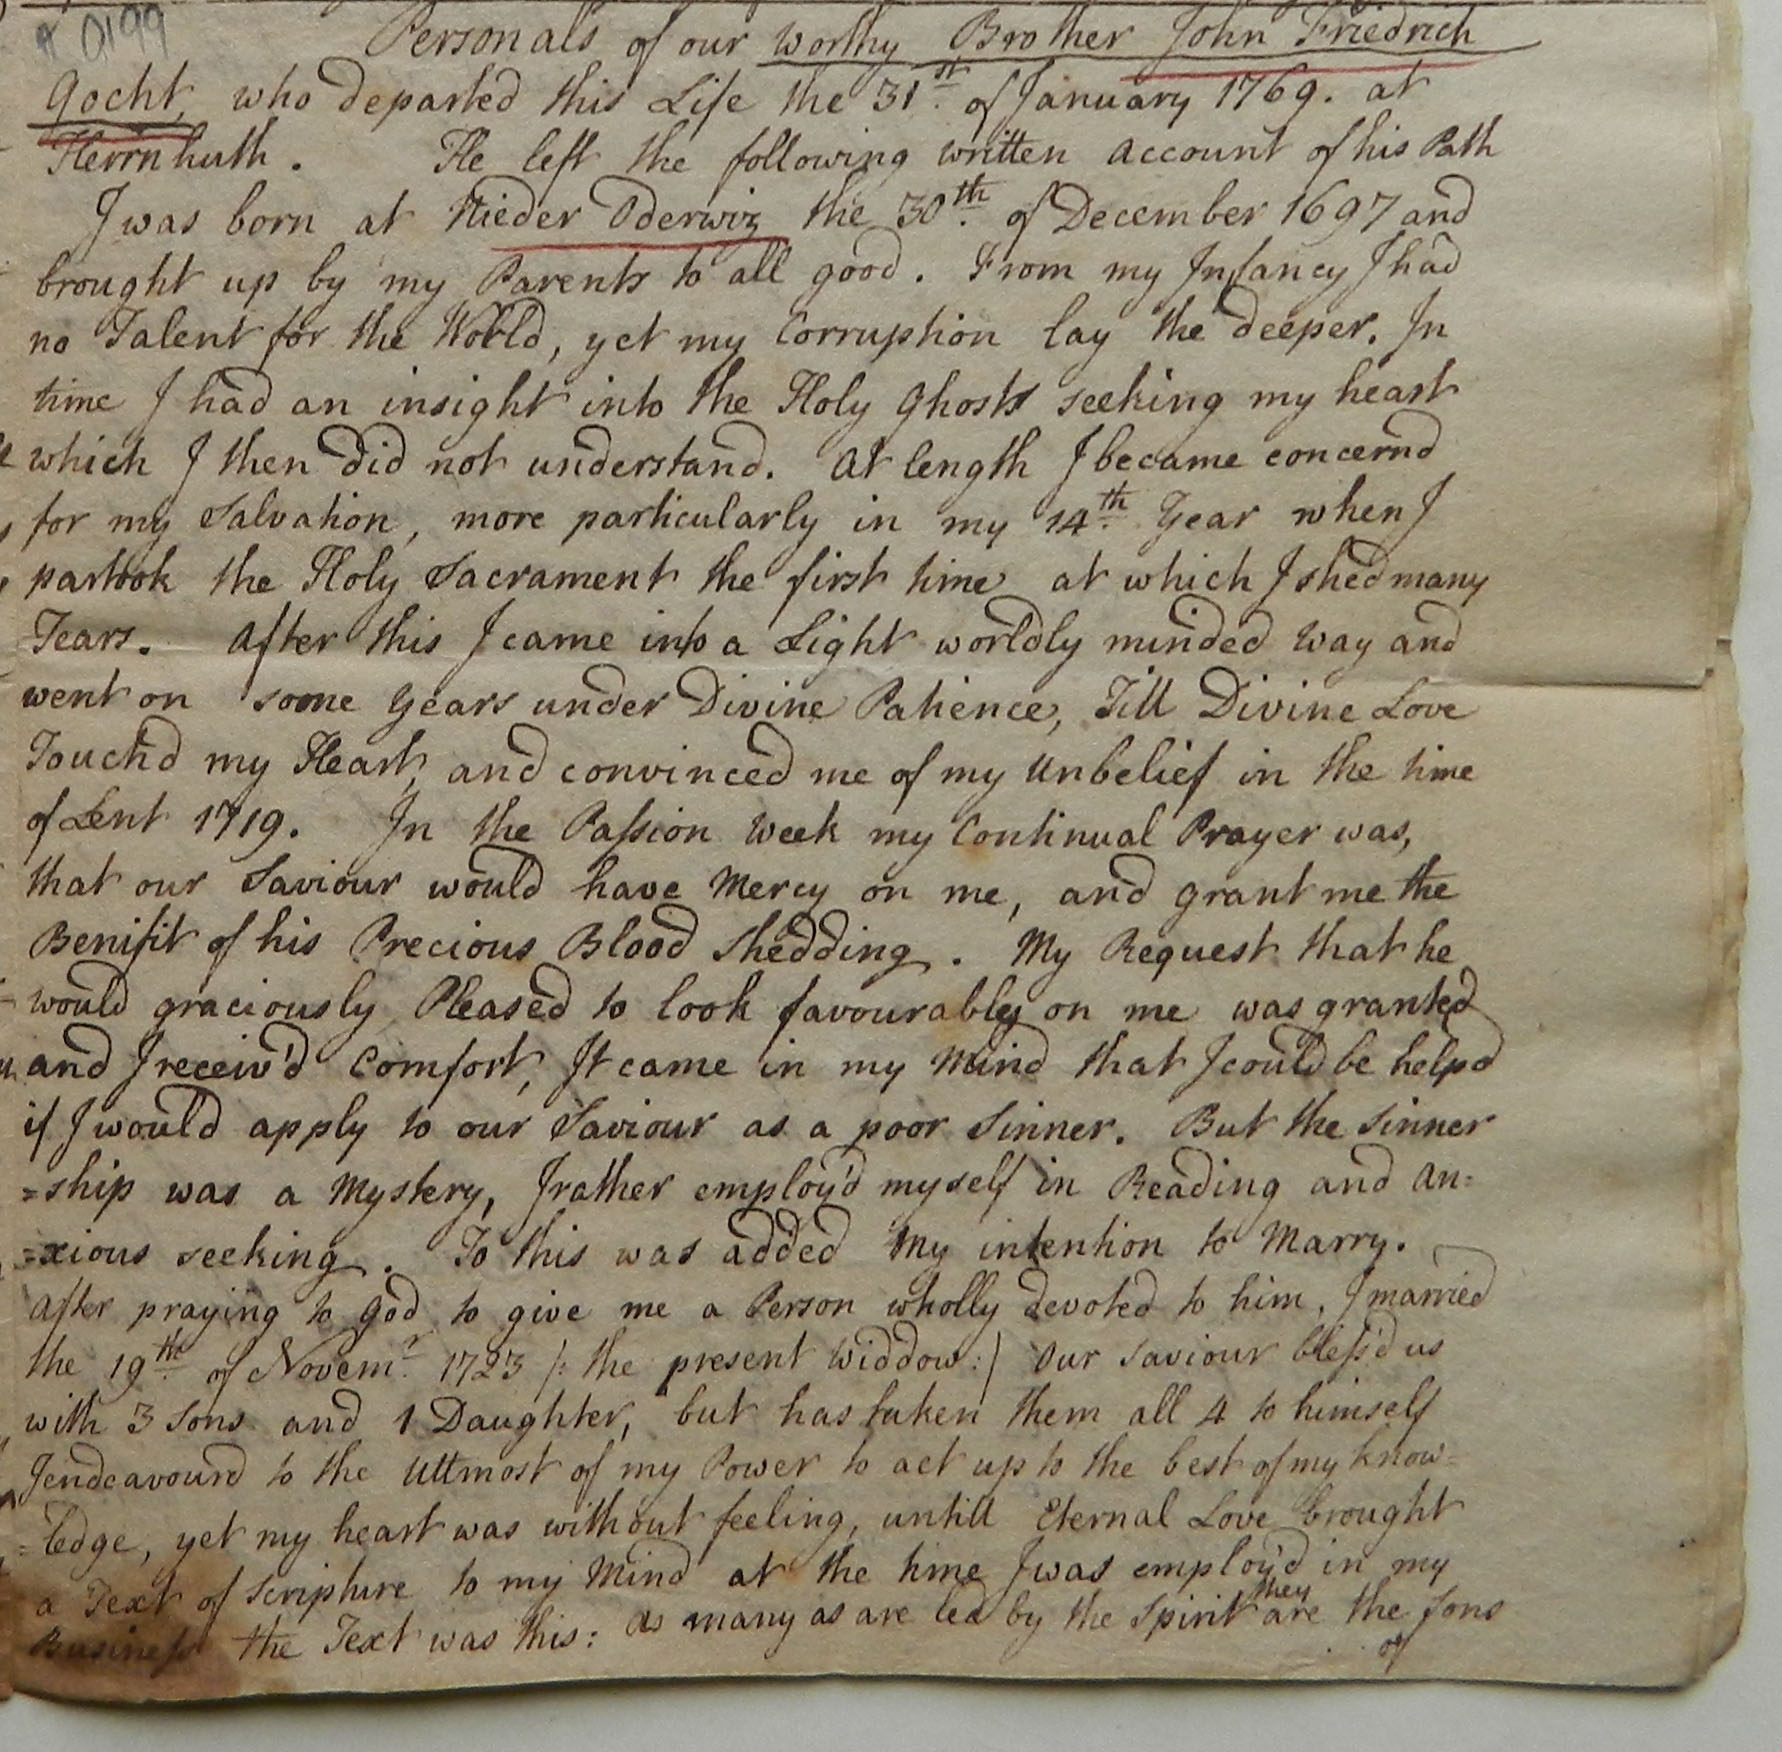 R 0199
Personals of our worthy Brother John Friedrich
Gocht, who departed this Life the 31st. of January 1769. at
Herrnhuth. He left the following written account of his Path
I was born at Nieder Oderwiz the 30th. of December 1697 and
brought up by my Parents to all good. From my Infancy I had
no Talent for the World, yet my Corruption lay the deeper. In
time I had an insight into the Holy Ghosts seeking my heart
which I then did not understand. At length I became concernd
for my Salvation, more particularly in my 14th. Year when I
partook the Holy Sacrament the first time at which I shed many
Tears. After this I came into a Light worldly minded way and
went on some Years under Divine Patience, Till Divine Love
Touch'd my Heart, and convinced me of my Unbelief in the time
of Lent 1719. In the Passion Week my Continual Prayer was,
that our Saviour would have Mercy on me, and grant me the
Benifit of his Precious Blood Shedding. My Request that he
would graciously Pleased to look favourably on me was granted
and I receiv'd Comfort, It came in my Mind that I could be helpd
if I would apply to our Saviour as a poor Sinner. But the Sinner
=ship was a Mystery, I rather employ'd myself in Reading and an=
=xious seeking. To this was added my intention to Marry.
After praying to God to give me a Person wholly devoted to him, I married
the 19th. of Novemr. 1723 /: the present Widdow :/ Our Saviour bless'd us
with 3 Sons and 1 Daughter, but has taken them all 4 to himself
I endeavourd to the Uttmost of my Power to act up to the best of my know=
=ledge, yet my heart was without feeling, untill Eternal Love brought
a Text of Scripture to my Mind at the time I was employ'd in my
Business the Text was this: As many as are led by the Spirit they are the Sons
of